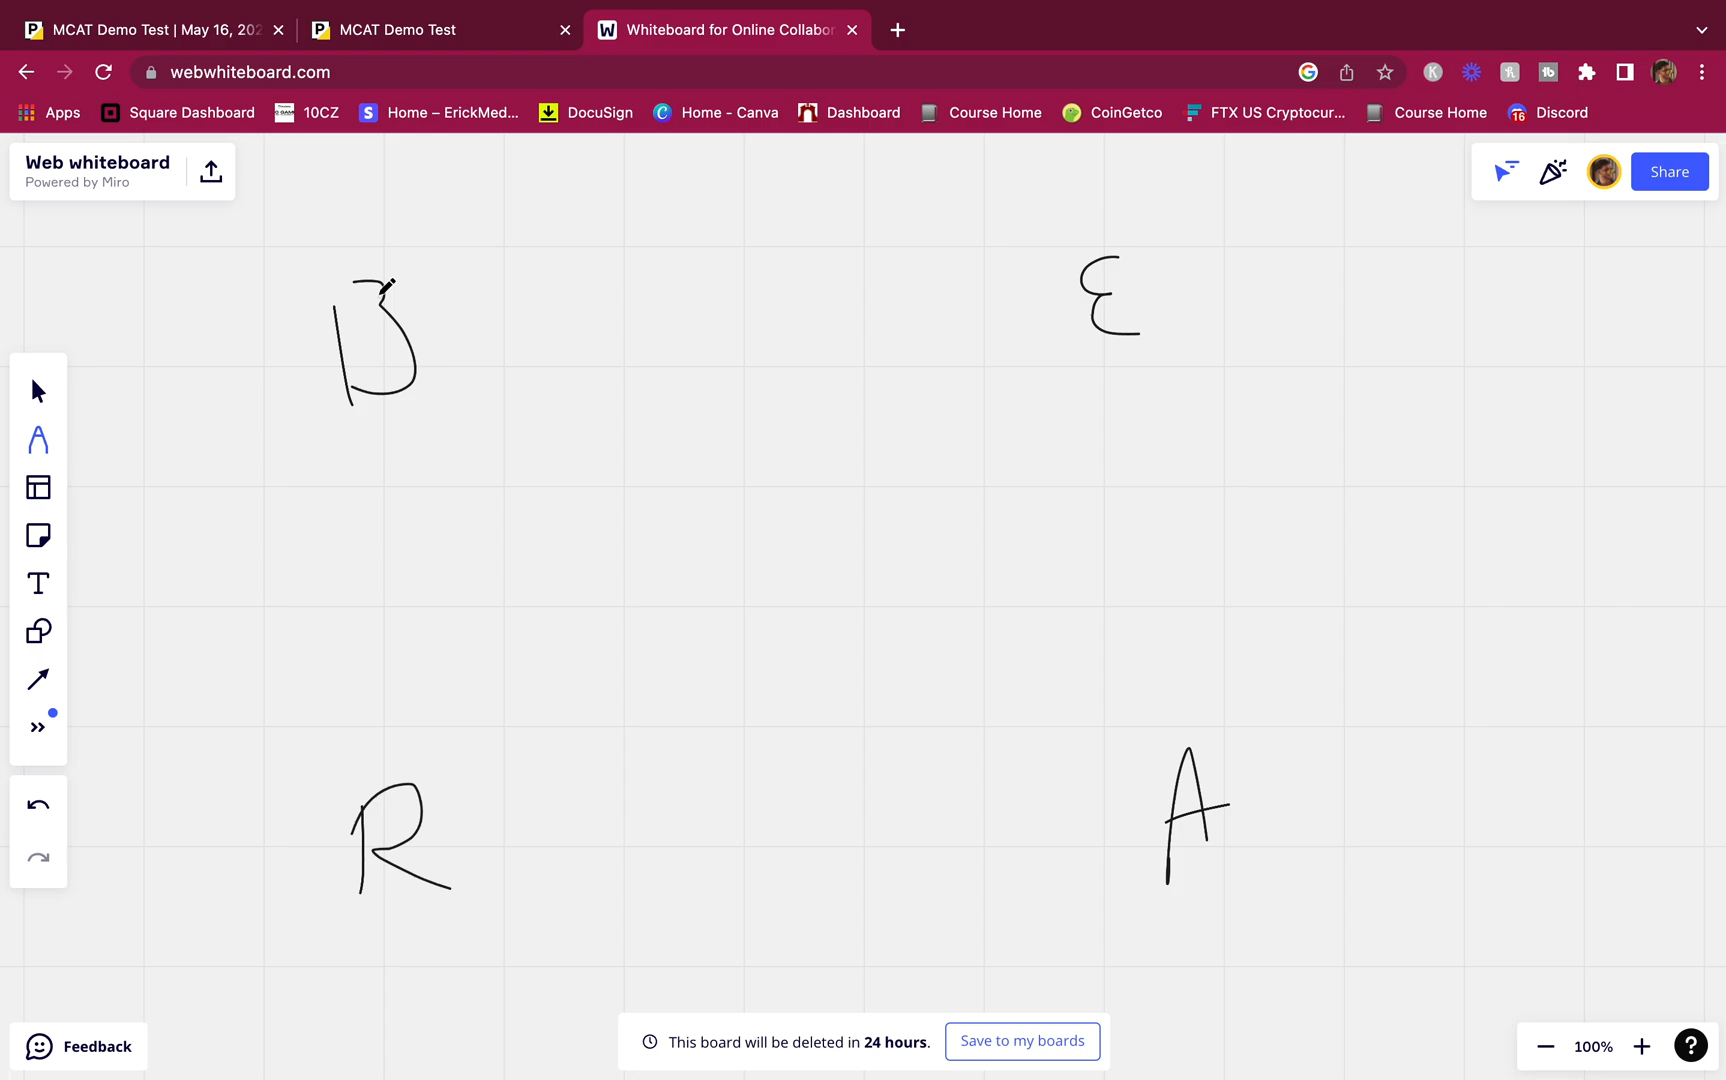 MCAT Demo Test | May 16, 202
MCAT Demo Test
Whiteboard for Online Collabor
webwhiteboard.com
Apps
Square Dashboard
10CZ
Home – ErickMed...
DocuSign
Home - Canva
Dashboard
Course Home
CoinGetco
FTX US Cryptocur...
Course Home
16
Discord
Web whiteboard
Powered by Miro
Share
B
E
R
A
Feedback
This board will be deleted in 24 hours.
Save to my boards
100%